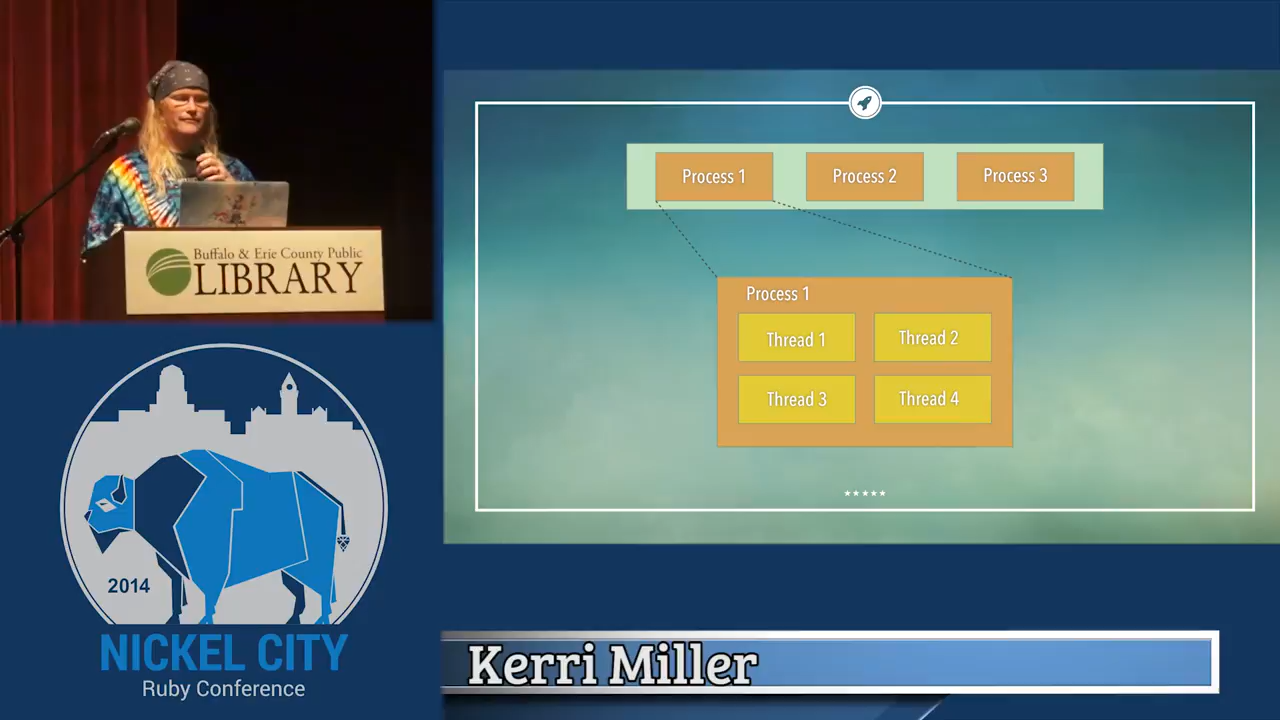 Buffalo & Erie County Public
LIBRARY
Process 1
Process 2
Process 3
Process 1
Thread 1
Thread 2
Thread 3
Thread 4
2014
NICKEL CITY
Ruby Conference
Kerri Miller